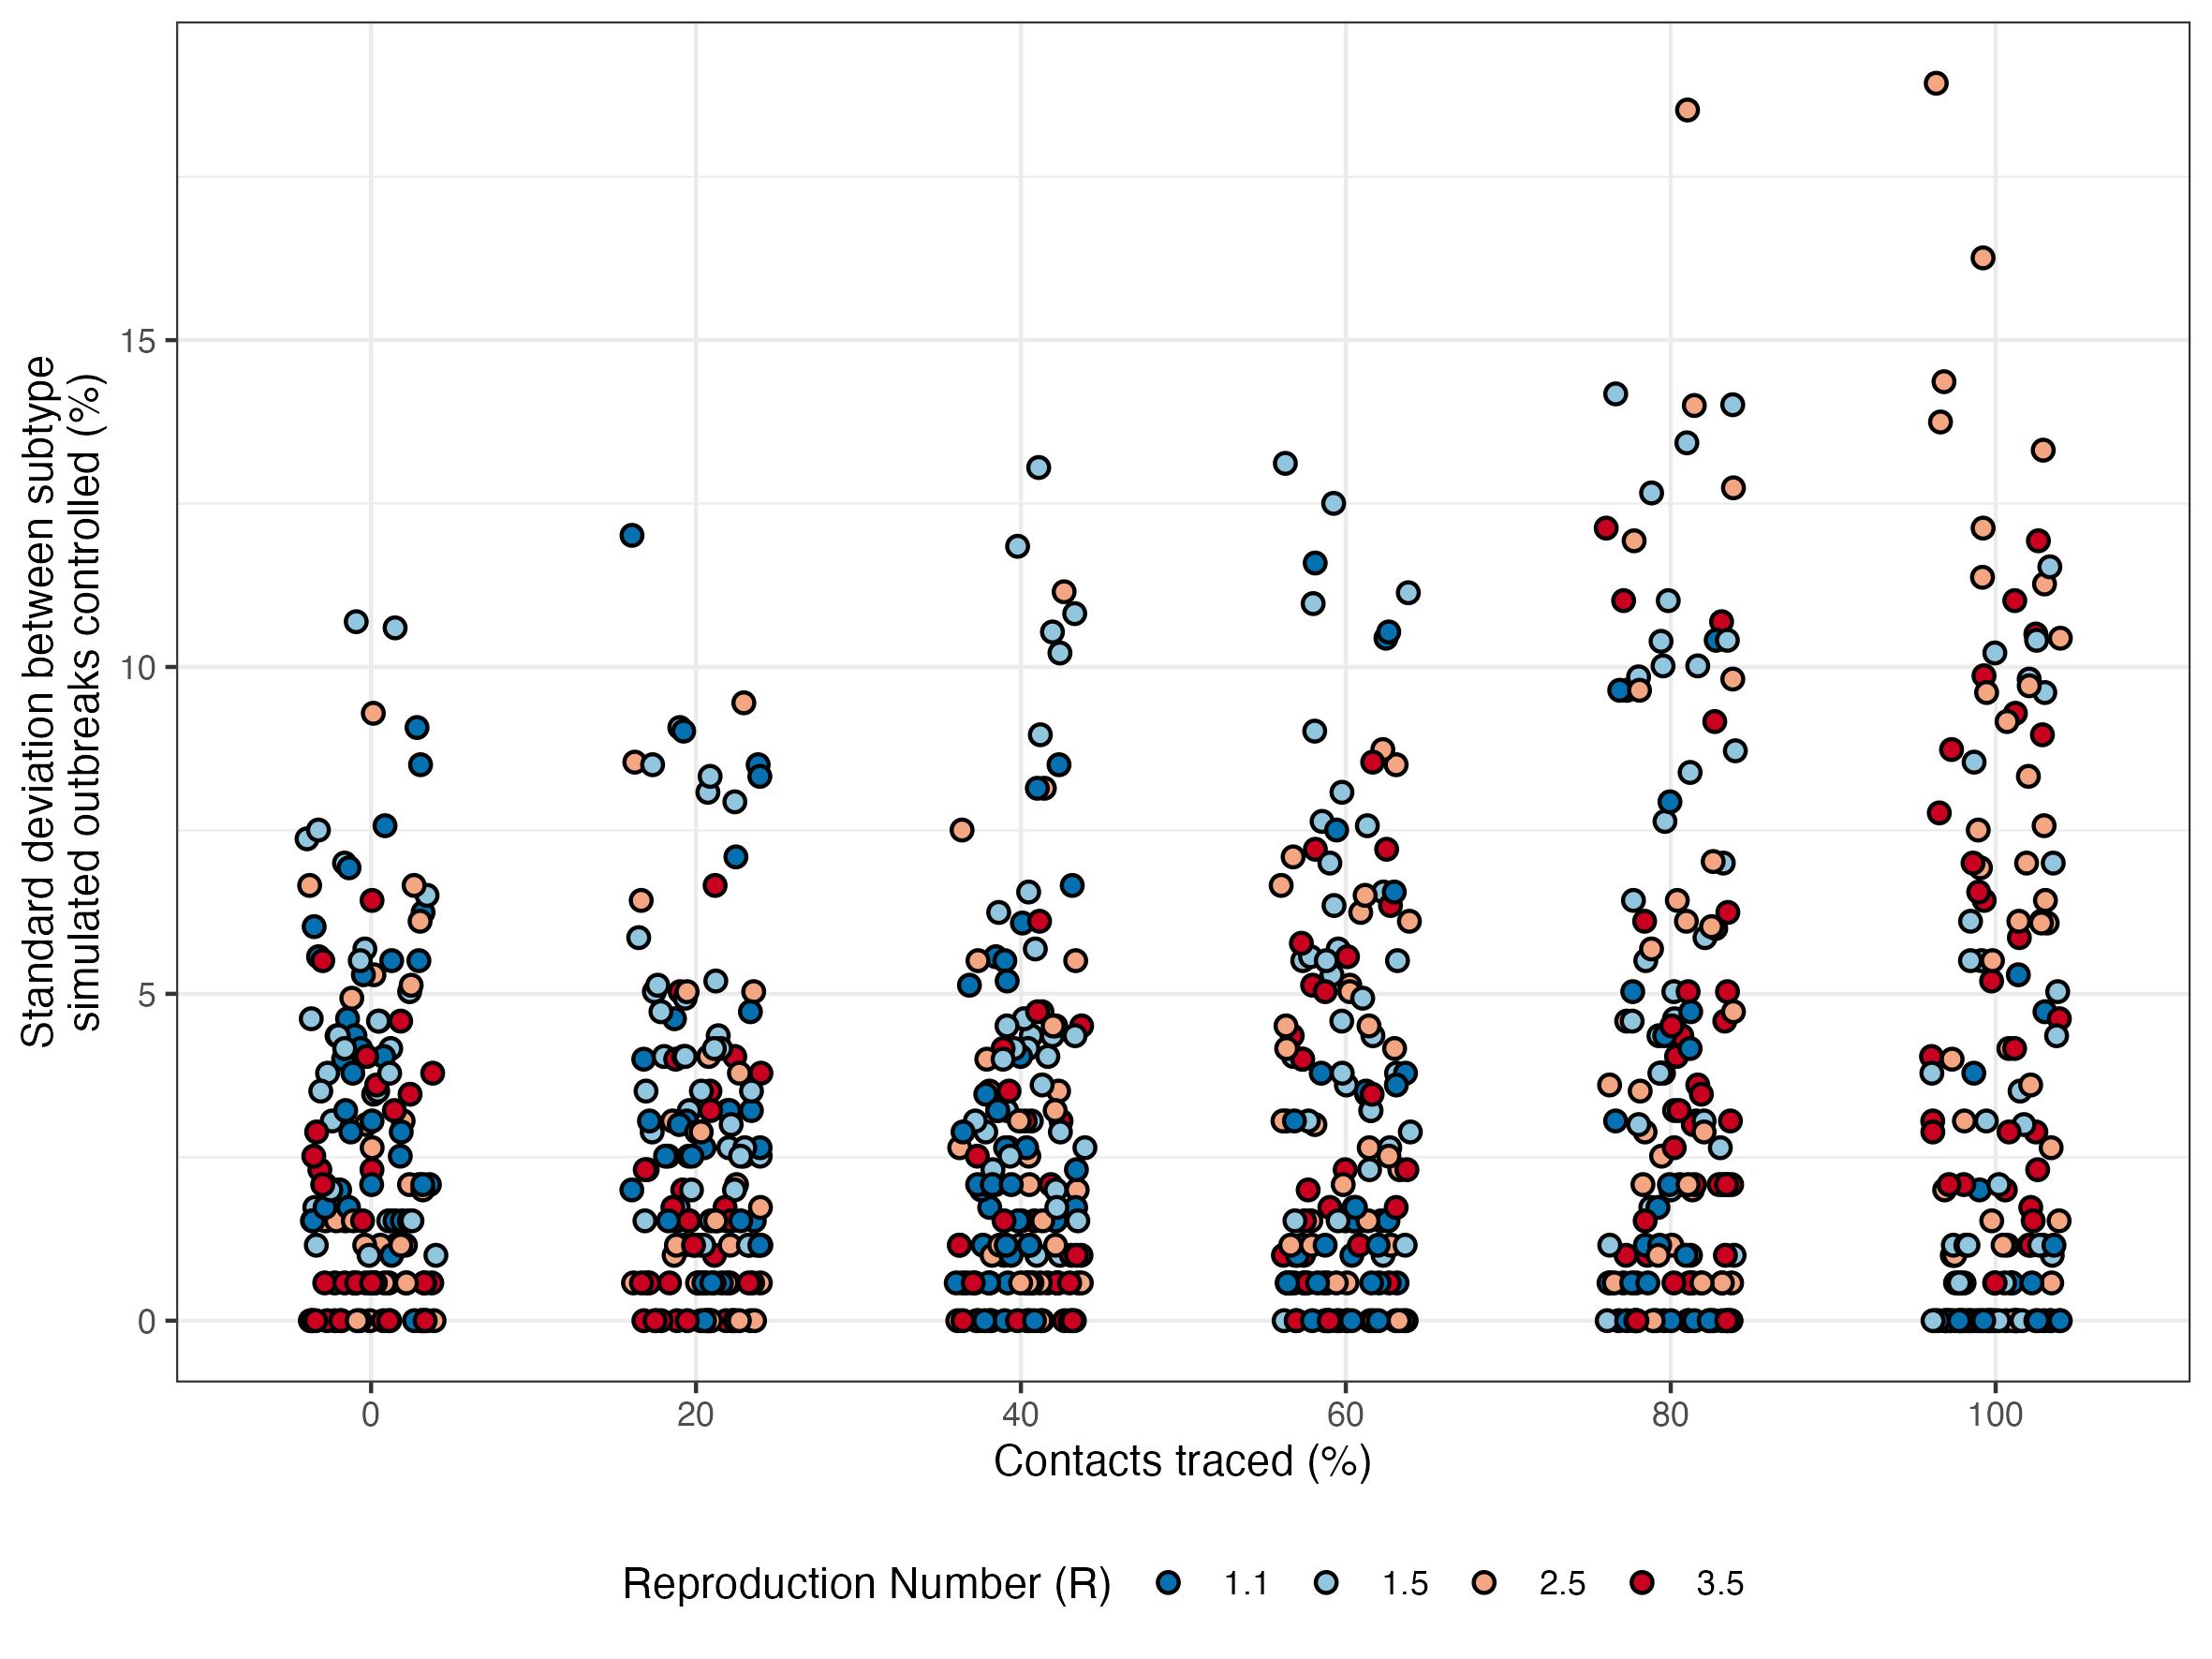 Standard deviation between subtype
simulated outbreaks controlled (%)
15
10
5
0
0 20 40 60 80 100
Contacts traced (%)
Reproduction Number (R) 1.1 1.5 2.5 3.5